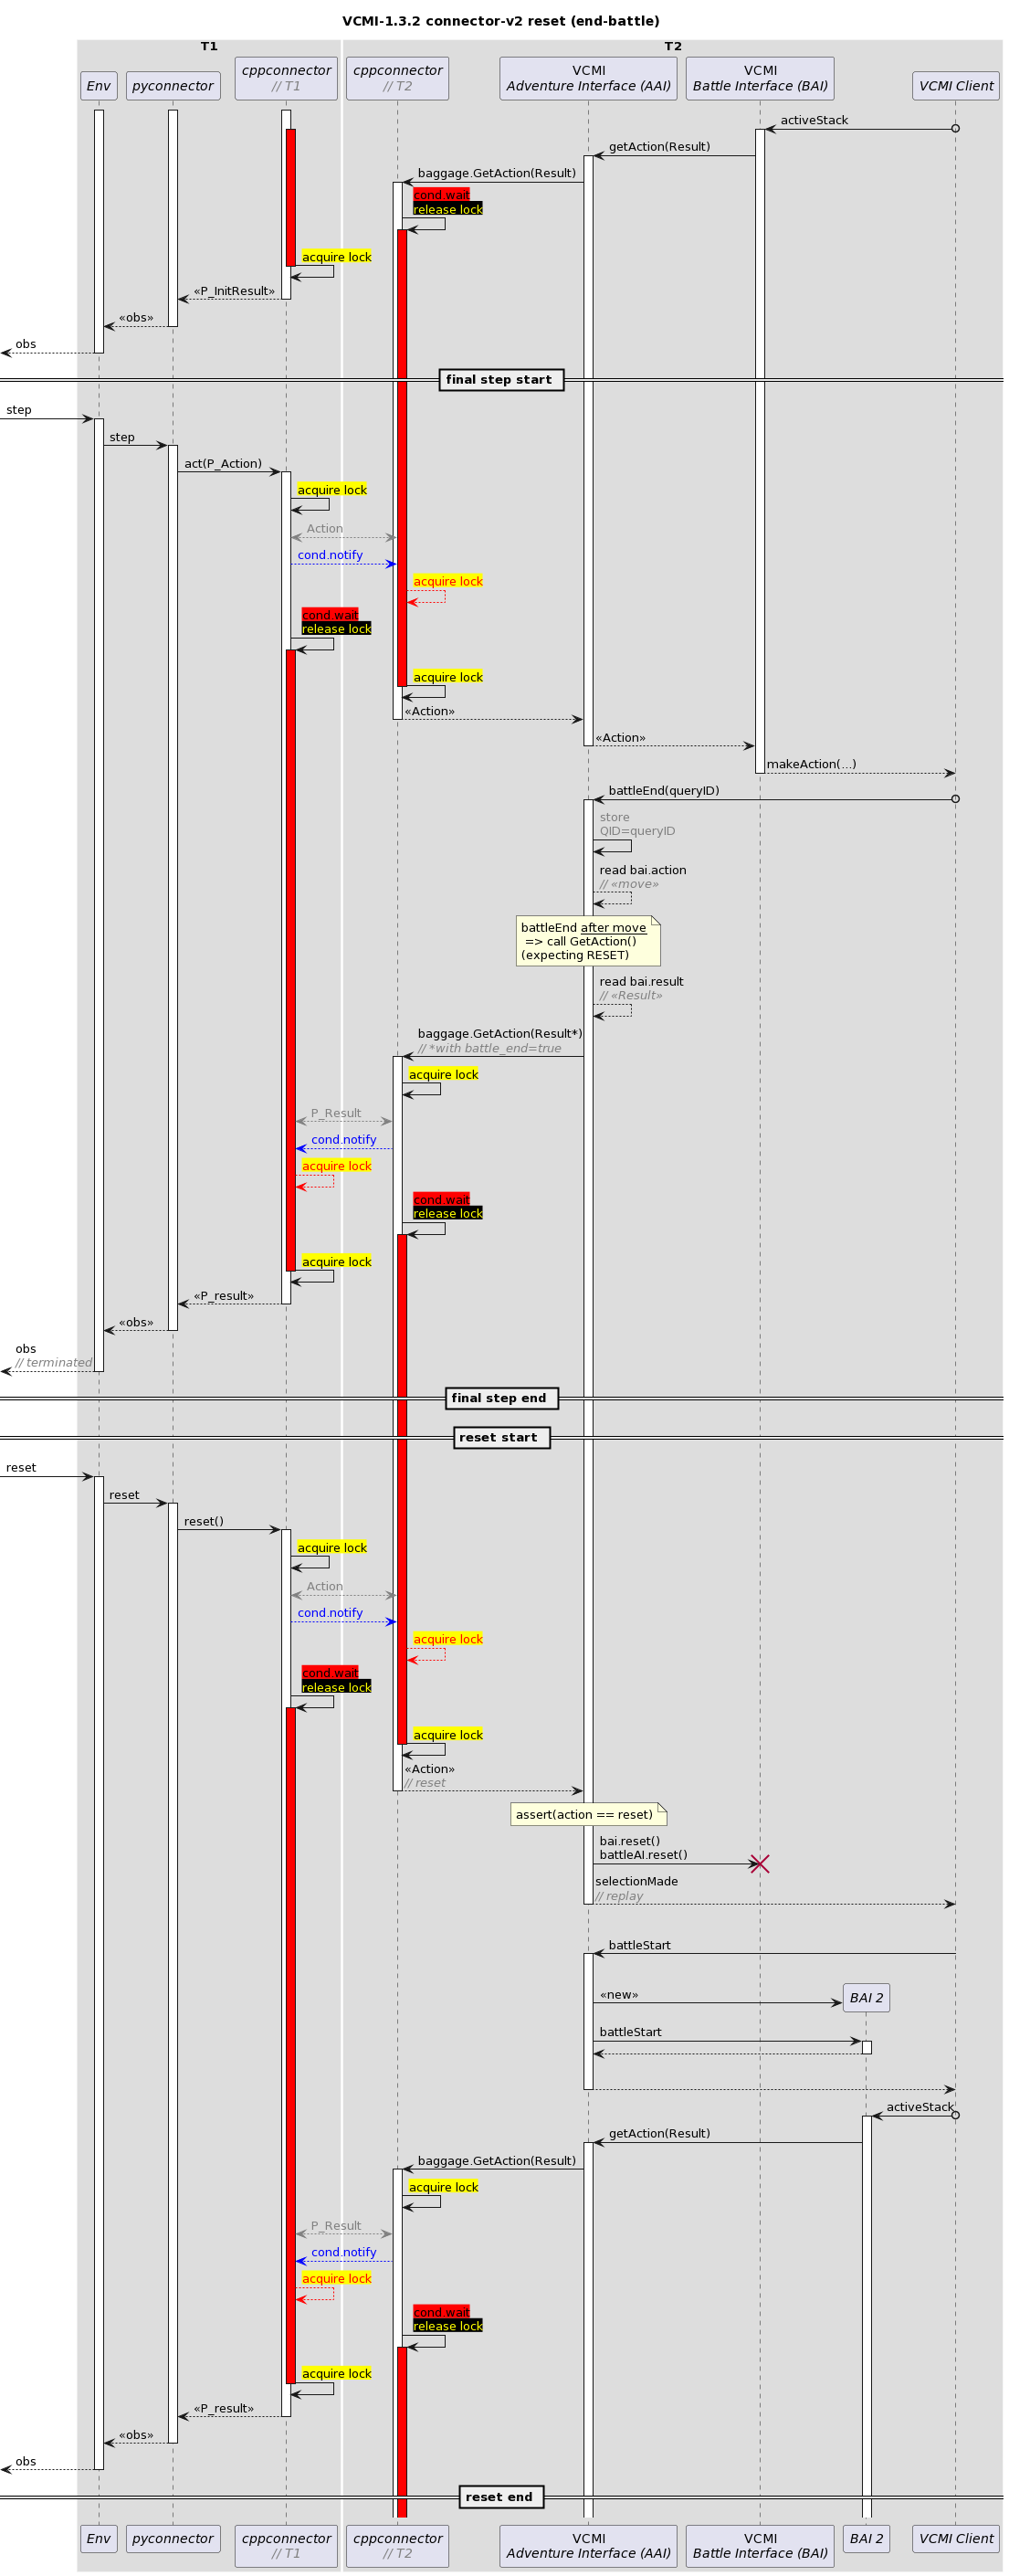 VCMI-1.3.2 connector-v2 reset (end-battle)
T1
T2
Env
pyconnector
cppconnector
// T1
cppconnector
// T2
VCMI
Adventure Interface (AAI)
VCMI
Battle Interface (BAI)
VCMI Client
activeStack
getAction(Result)
baggage.GetAction(Result)
cond.wait
release lock
acquire lock
«P_InitResult»
«obs»
obs
final step start
step
step
act(P_Action)
acquire lock
Action
cond.notify
acquire lock
cond.wait
release lock
acquire lock
«Action»
«Action»
makeAction(...)
battleEnd(queryID)
store
QID=queryID
read bai.action
// «move»
battleEnd after move
=> call GetAction()
(expecting RESET)
read bai.result
// «Result»
baggage.GetAction(Result*)
// *with battle_end=true
acquire lock
P_Result
cond.notify
acquire lock
cond.wait
release lock
acquire lock
«P_result»
«obs»
obs
// terminated
final step end
reset start
reset
reset
reset()
acquire lock
Action
cond.notify
acquire lock
cond.wait
release lock
acquire lock
«Action»
// reset
assert(action == reset)
bai.reset()
battleAI.reset()
selectionMade
// replay
battleStart
«new»
BAI 2
battleStart
activeStack
getAction(Result)
baggage.GetAction(Result)
acquire lock
P_Result
cond.notify
acquire lock
cond.wait
release lock
acquire lock
«P_result»
«obs»
obs
reset end
Env
pyconnector
cppconnector
// T1
cppconnector
// T2
VCMI
Adventure Interface (AAI)
VCMI
Battle Interface (BAI)
BAI 2
VCMI Client